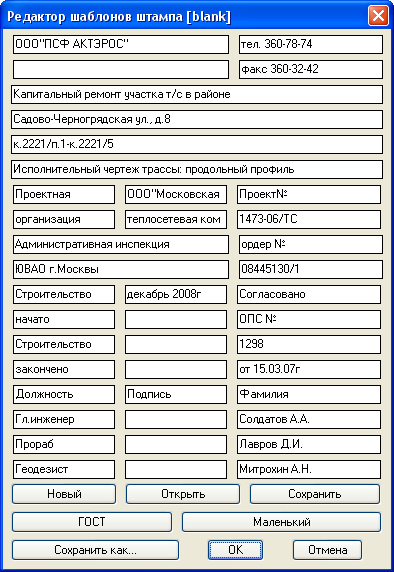 Редактор шаблонов штампа [blank]
ООО"ПСФ АКТЭРОС" тел. 360-78-74
факс 360-32-42
Капитальный ремонт участка т/с в районе
Садово-Черногрядская ул., д.8
к.2221/п.1-к.2221/5
Исполнительный чертеж трассы: продольный профиль
Проектная ООО"Московская Проект№
организация теплосетевая ком 1473-06/ТС
Административная инспекция ордер №
ЮВАО г.Москвы 08445130/1
Строительство декабрь 2008г Согласовано
начато ОПС №
Строительство 1298
закончено от 15.03.07г
Должность Подпись Фамилия
Гл.инженер Солдатов А.А.
Прораб Лавров Д.И.
Геодезист Митрохин А.Н.
Новый Открыть Сохранить
ГОСТ Маленький
Сохранить как... OK Отмена